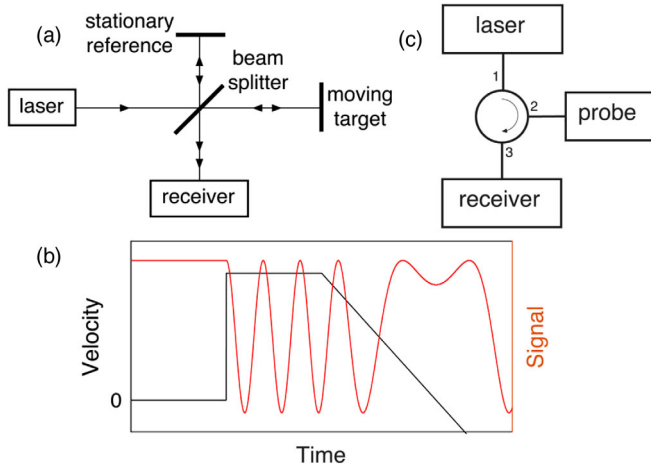 (a)
stationary
reference
beam
splitter
laser
moving
target
receiver
(c)
laser
1
2
probe
3
receiver
(b)
Velocity
0
Signal
Time